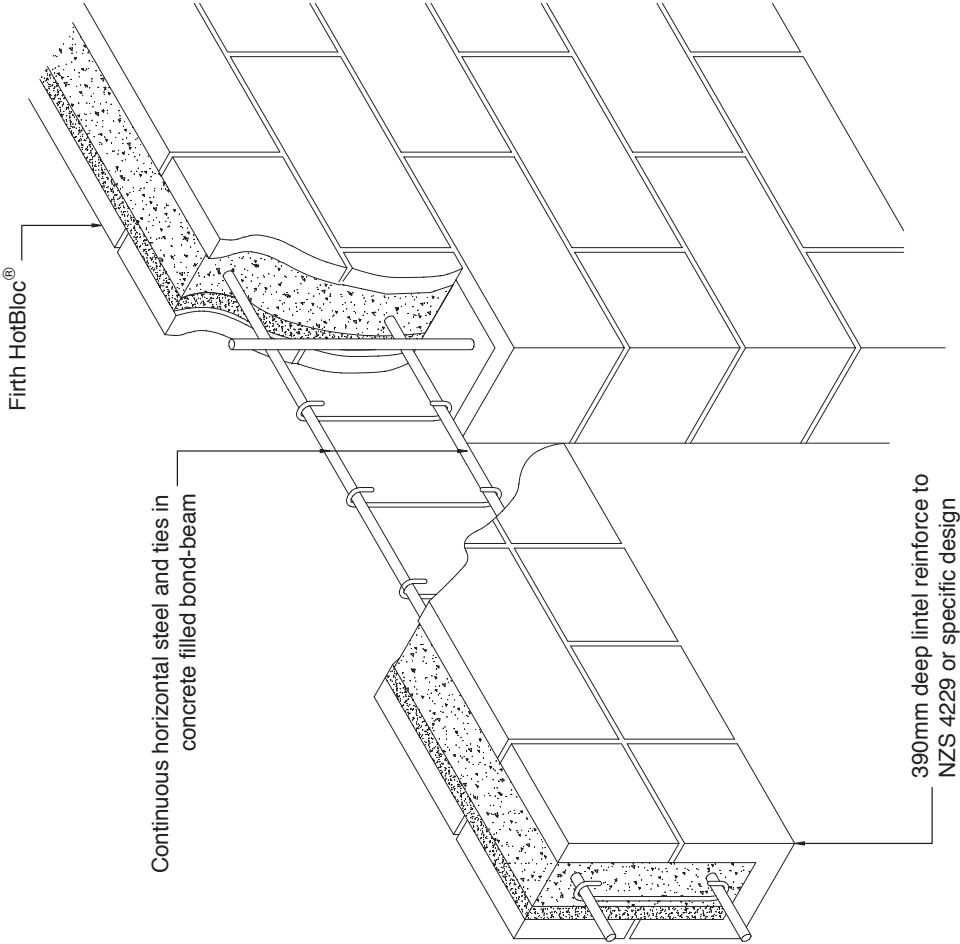 Firth HotBloc®
Continuous horizontal steel and ties in
concrete filled bond-beam
390mm deep lintel reinforce to
NZS 4229 or specific design